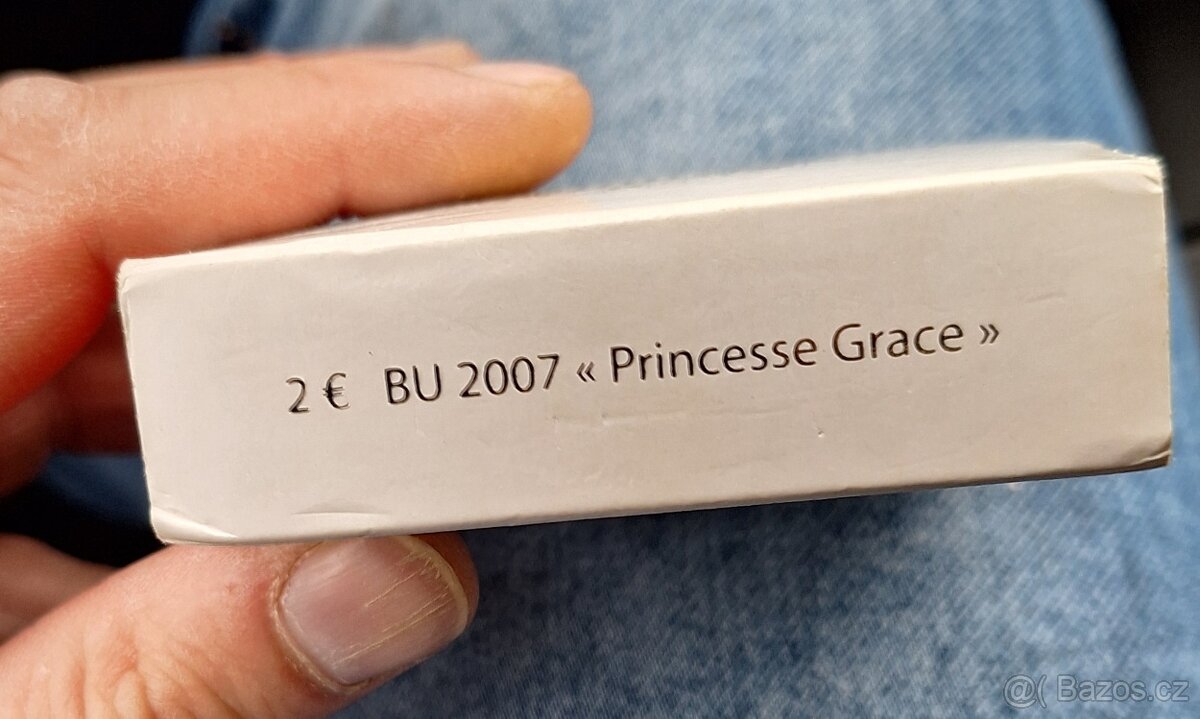 2 € BU 2007 « Princesse Grace »
@( Bazos.cz